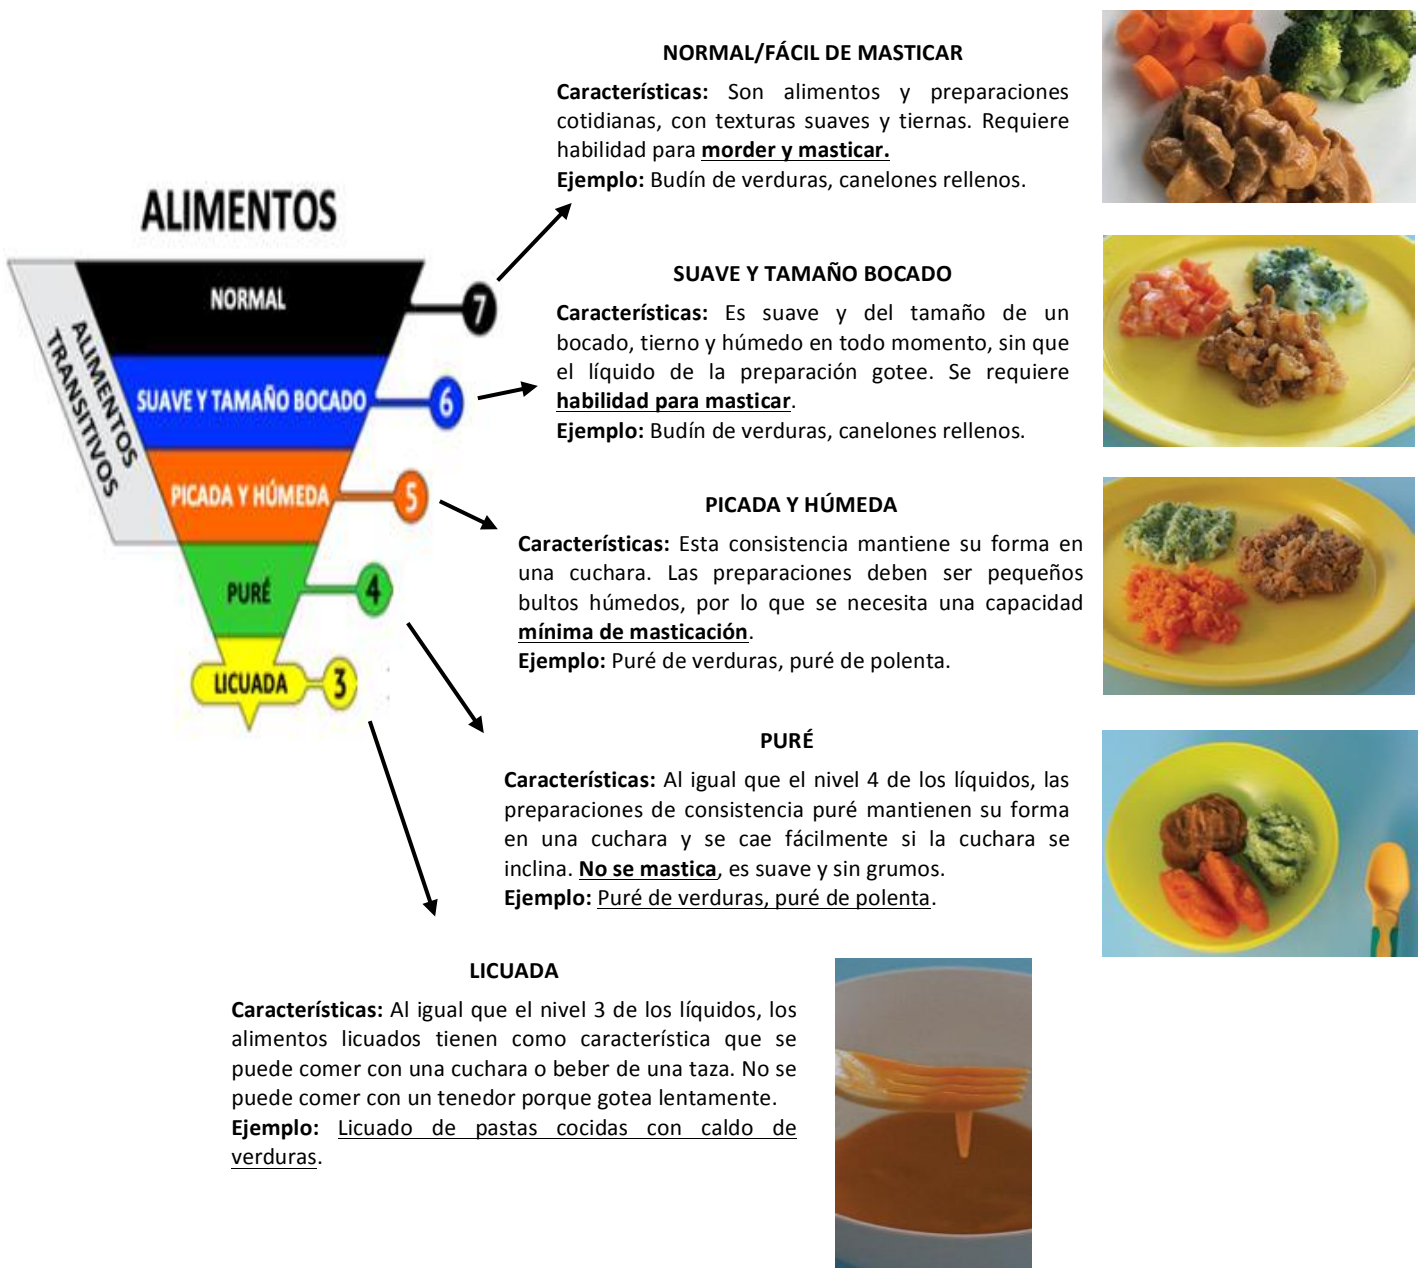 NORMAL/FÁCIL DE MASTICAR
Características: Son alimentos y preparaciones
cotidianas, con texturas suaves y tiernas. Requiere
habilidad para morder y masticar.
Ejemplo: Budín de verduras, canelones rellenos.
ALIMENTOS
NORMAL
7
SUAVE Y TAMAÑO BOCADO
6
PICADA Y HÚMEDA
5
PURÉ
4
LICUADA
3
ALIMENTOS
TRANSITIVOS
SUAVE Y TAMAÑO BOCADO
Características: Es suave y del tamaño de un
bocado, tierno y húmedo en todo momento, sin que
el líquido de la preparación gotee. Se requiere
habilidad para masticar.
Ejemplo: Budín de verduras, canelones rellenos.
PICADA Y HÚMEDA
Características: Esta consistencia mantiene su forma en
una cuchara. Las preparaciones deben ser pequeños
bultos húmedos, por lo que se necesita una capacidad
mínima de masticación.
Ejemplo: Puré de verduras, puré de polenta.
PURÉ
Características: Al igual que el nivel 4 de los líquidos, las
preparaciones de consistencia puré mantienen su forma
en una cuchara y se cae fácilmente si la cuchara se
inclina. No se mastica, es suave y sin grumos.
Ejemplo: Puré de verduras, puré de polenta.
LICUADA
Características: Al igual que el nivel 3 de los líquidos, los
alimentos licuados tienen como característica que se
puede comer con una cuchara o beber de una taza. No se
puede comer con un tenedor porque gotea lentamente.
Ejemplo: Licuado de pastas cocidas con caldo de
verduras.